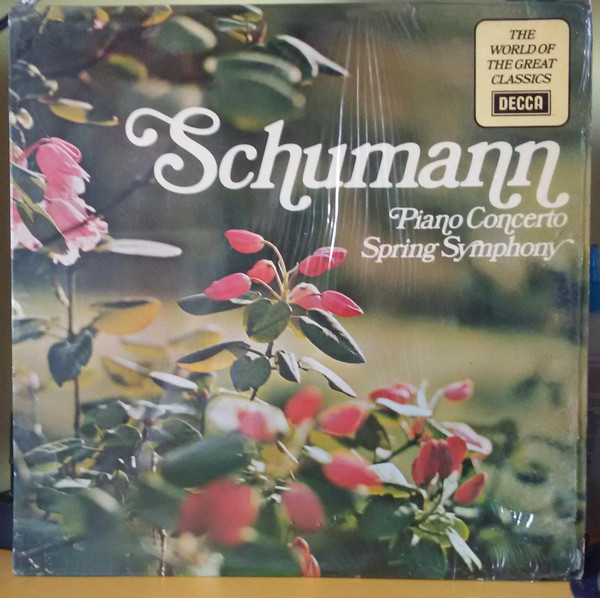 THE
WORLD OF
THE GREAT
CLASSICS
DECCA
Schumann
Piano Concerto
Spring Symphony